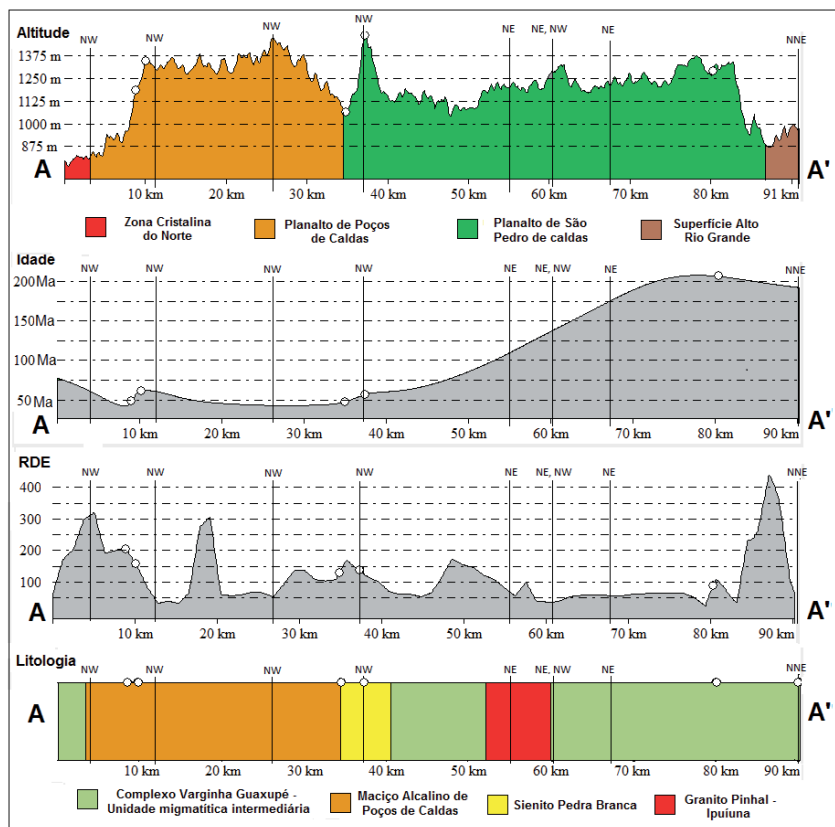 Altitude
NW NW NW NW NE NE, NW NE NNE
1375 m
1250 m
1125 m
1000 m
875 m
A A'
10 km 20 km 30 km 40 km 50 km 60 km 70 km 80 km 91 km
Zona Cristalina
do Norte
Planalto de Poços
de Caldas
Planalto de São
Pedro de caldas
Superfície Alto
Rio Grande
Idade
NW NW NW NW NE NE, NW NE NNE
200 Ma
150 Ma
100 Ma
50 Ma
A A'
10 km 20 km 30 km 40 km 50 km 60 km 70 km 80 km 90 km
RDE
NW NW NW NW NE NE, NW NE NNE
400
300
200
100
A A'
10 km 20 km 30 km 40 km 50 km 60 km 70 km 80 km 90 km
Litologia
NW NW NW NW NE NE, NW NE NNE
A A'
10 km 20 km 30 km 40 km 50 km 60 km 70 km 80 km 90 km
Complexo Varginha Guaxupé -
Unidade migmatítica intermediária
Maciço Alcalino de
Poços de Caldas
Sienito Pedra Branca
Granito Pinhal -
Ipuíuna